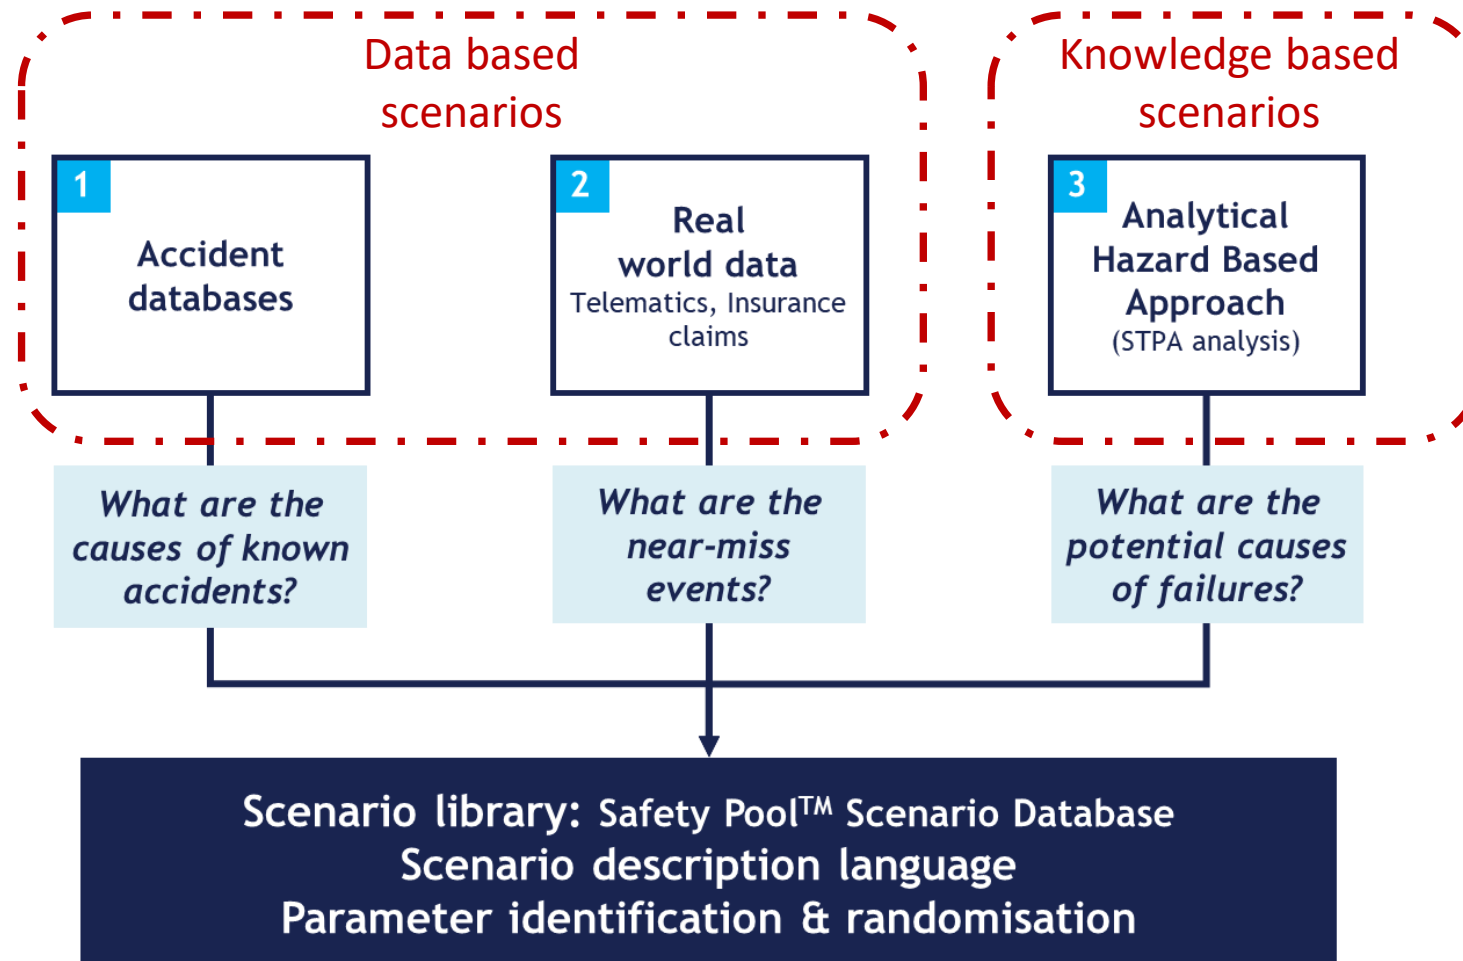 Data based
scenarios
Knowledge based
scenarios
1
Accident
databases
2
Real
world data
Telematics, Insurance
claims
3
Analytical
Hazard Based
Approach
(STPA analysis)
What are the
causes of known
accidents?
What are the
near-miss
events?
What are the
potential causes
of failures?
Scenario library: Safety Pool™ Scenario Database
Scenario description language
Parameter identification & randomisation